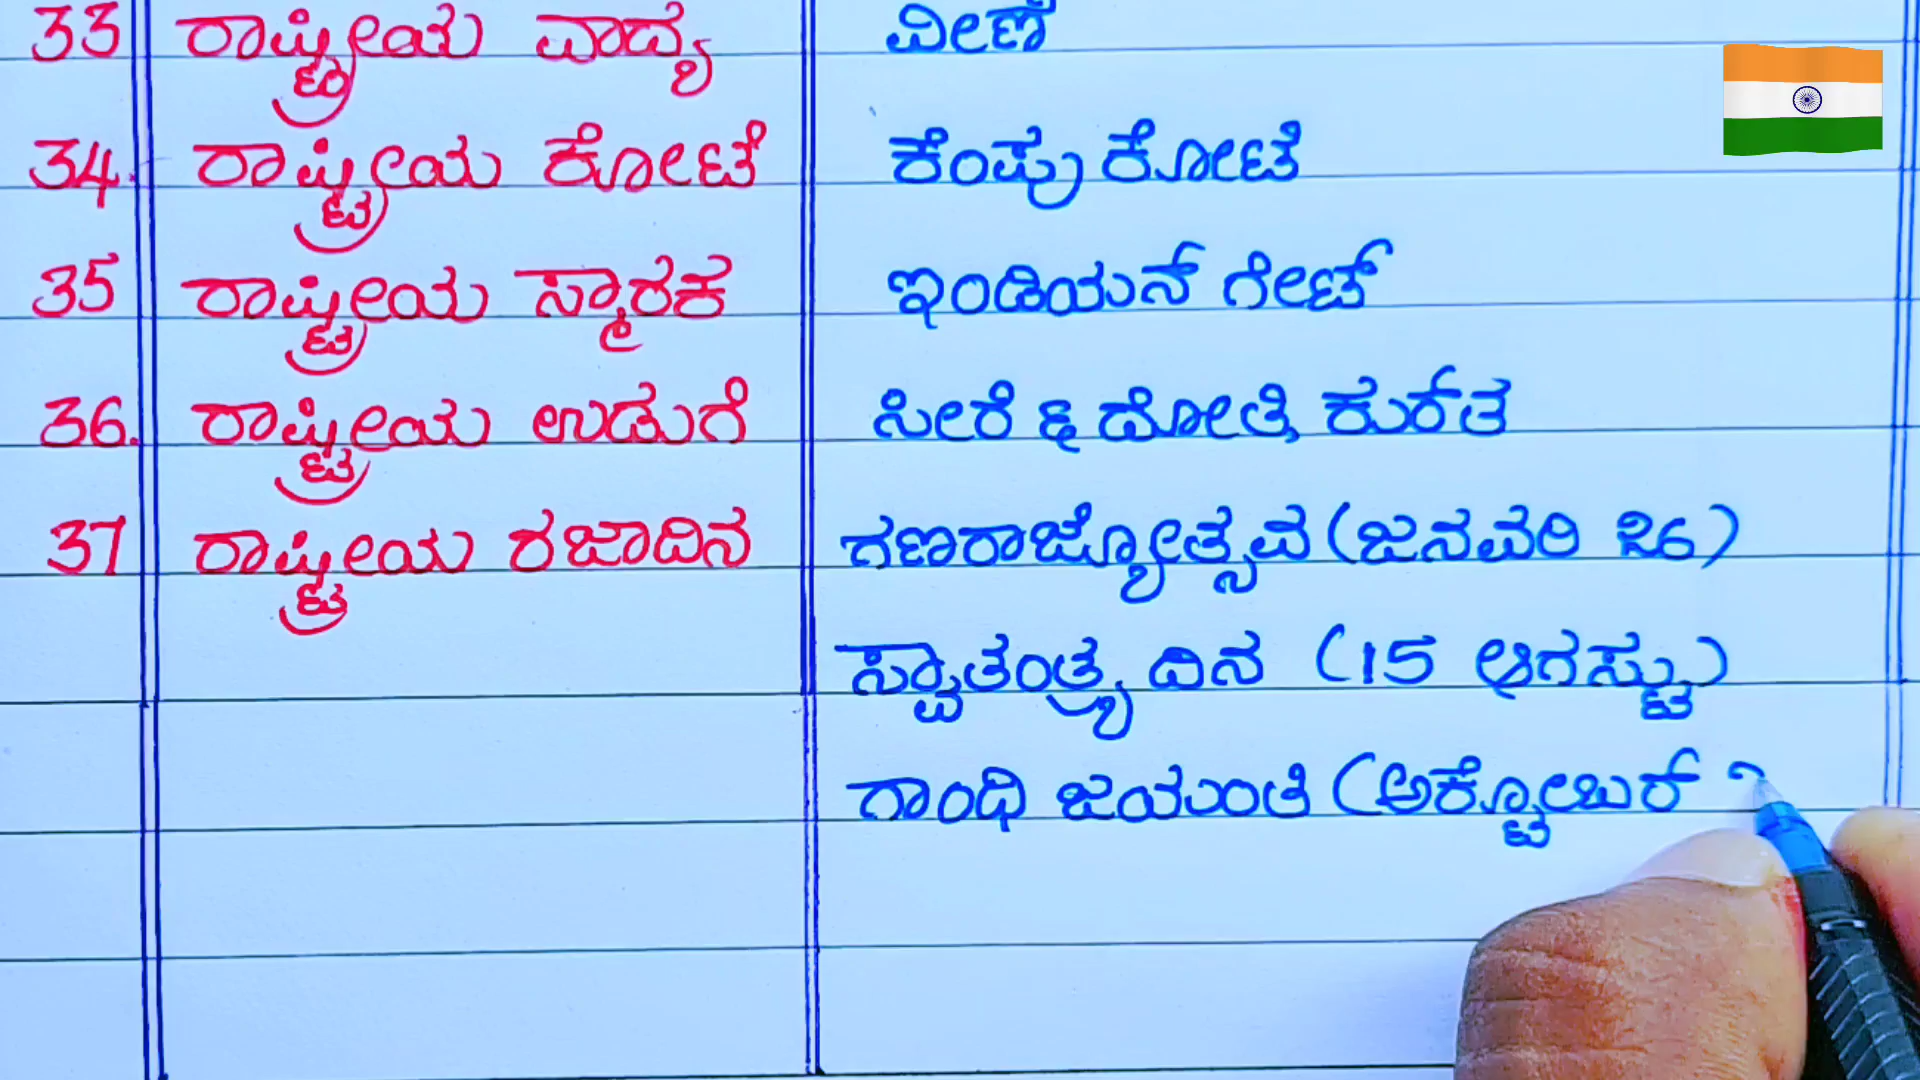 33 ರಾಷ್ಟ್ರೀಯ ವಾದ್ಯ ವೀಣೆ
34. ರಾಷ್ಟ್ರೀಯ ಕೋಟೆ ಕೆಂಪು ಕೋಟೆ
35 ರಾಷ್ಟ್ರೀಯ ಸ್ಮಾರಕ ಇಂಡಿಯನ್ ಗೇಟ್
36. ರಾಷ್ಟ್ರೀಯ ಉಡುಗೆ ಸೀರೆ & ದೋತಿ, ಕುರ್ತ
37 ರಾಷ್ಟ್ರೀಯ ರಜಾದಿನ ಗಣರಾಜ್ಯೋತ್ಸವ (ಜನವರಿ 26)
ಸ್ವಾತಂತ್ರ್ಯ ದಿನ (15 ಆಗಸ್ಟ್)
ಗಾಂಧಿ ಜಯಂತಿ (ಅಕ್ಟೋಬರ್